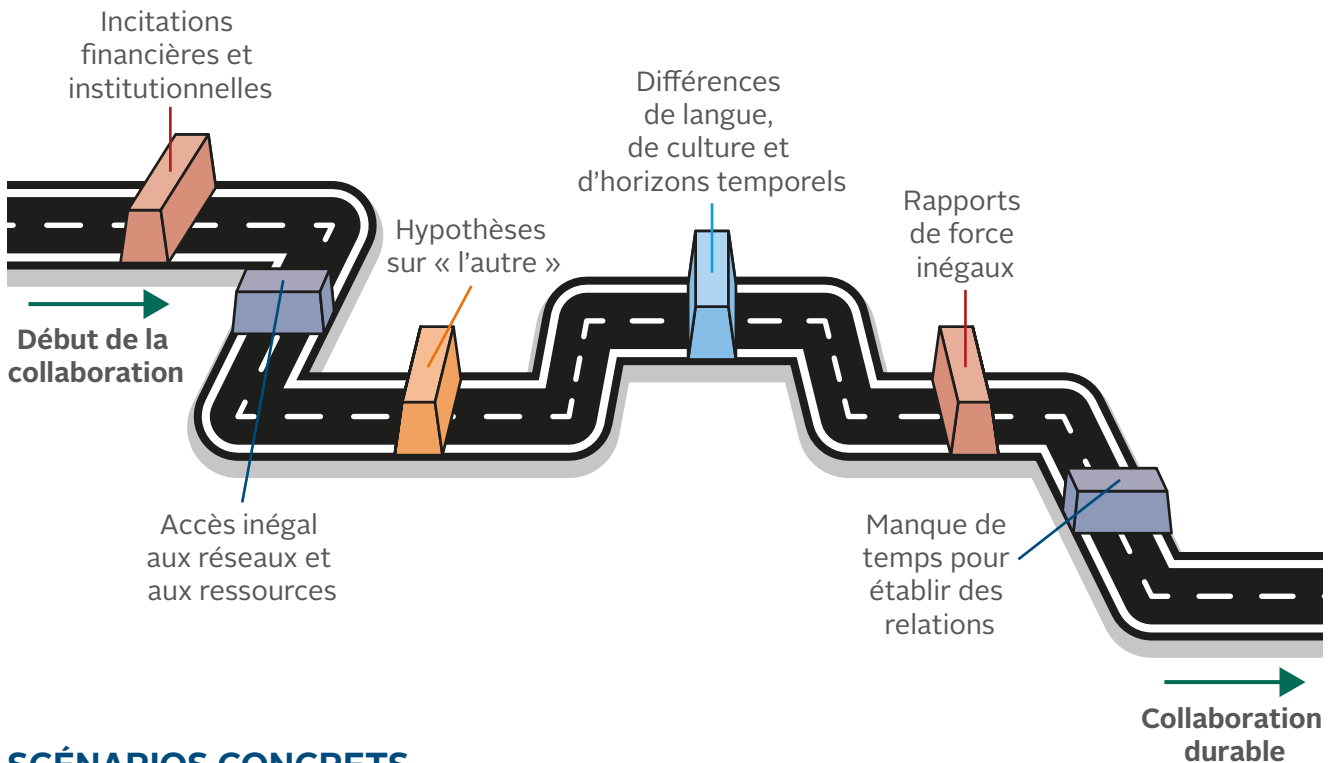 Incitations
financières et
institutionnelles
Différences
de langue,
de culture et
d'horizons temporels
Rapports
de force
inégaux
Hypothèses
sur « l'autre »
Début de la
collaboration
Accès inégal
aux réseaux et
aux ressources
Manque de
temps pour
établir des
relations
Collaboration
durable
SCÉNARIOS CONCRETS